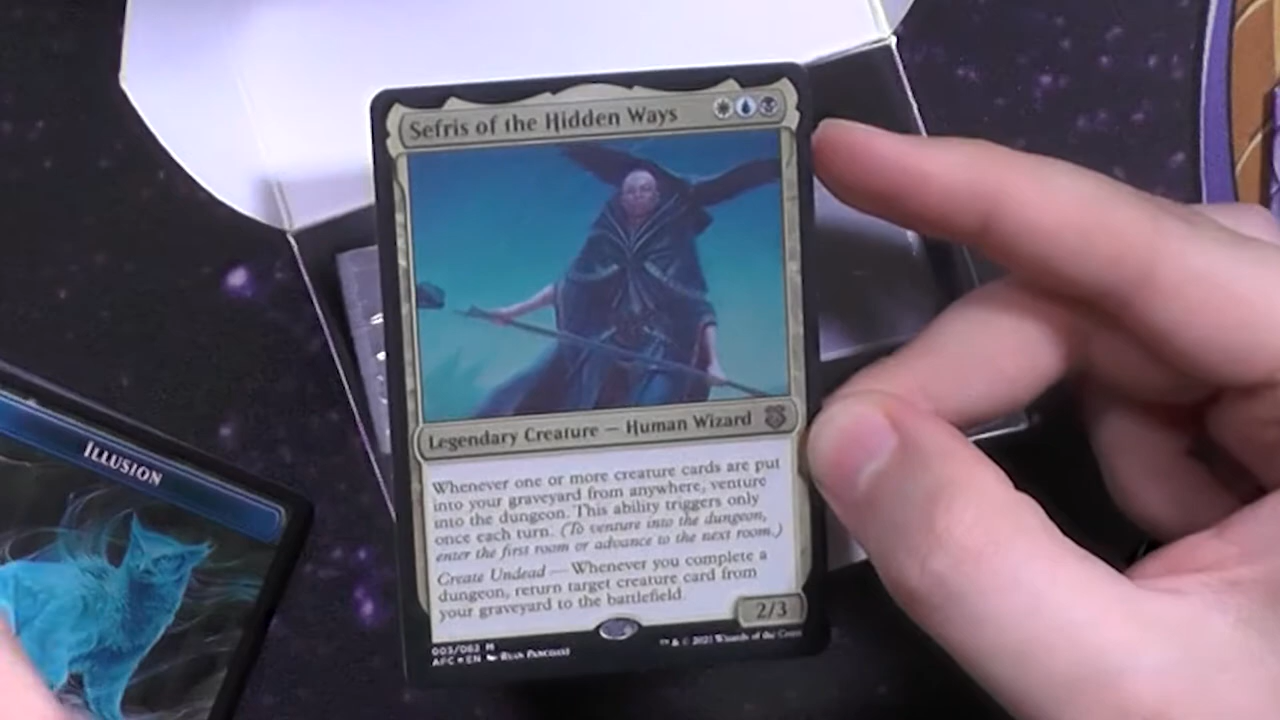 Sefris of the Hidden Ways
Legendary Creature — Human Wizard
Whenever one or more creature cards are put
into your graveyard from anywhere, venture
into the dungeon. This ability triggers only
once each turn. (To venture into the dungeon,
enter the first room or advance to the next room.)
Create Undead — Whenever you complete a
dungeon, return target creature card from
your graveyard to the battlefield.
2/3
003/062 M
AFC ★ EN Ryan Pancoast
™ & © 2021 Wizards of the Coast
Illusion